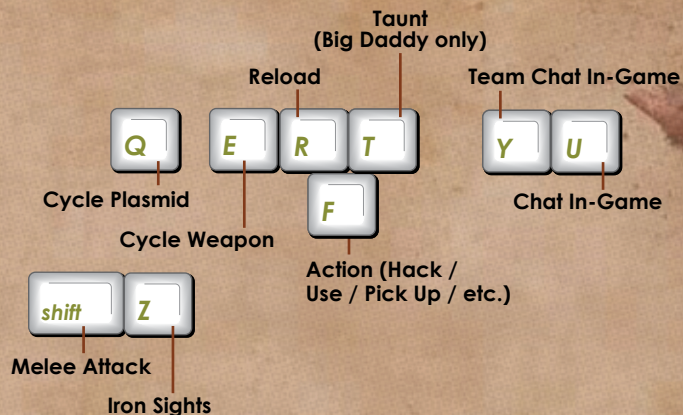 Taunt
(Big Daddy only)
Reload
Team Chat In-Game
Q
E
R
T
Y
U
Cycle Plasmid
Chat In-Game
F
Cycle Weapon
Action (Hack /
Use / Pick Up / etc.)
shift
Z
Melee Attack
Iron Sights